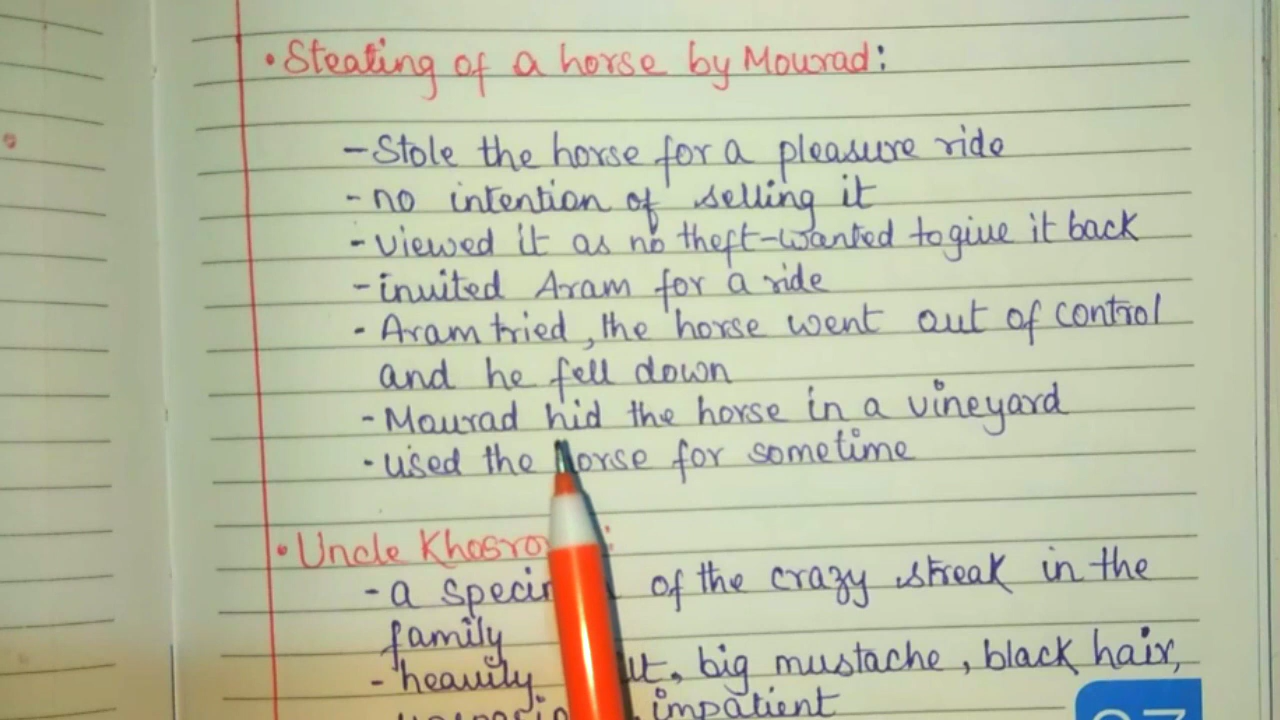 • Steating of a horse by Mourad:
- Stole the horse for a pleasure ride
- no intention of selling it
- viewed it as no theft-wanted to give it back
- invited Aram for a ride
- Aram tried, the horse went out of control
and he fell down
- Mourad hid the horse in a vineyard
- used the horse for sometime
• Uncle :
- a of the crazy streak in the
family
- heavily , big mustache, black hair,
impatient